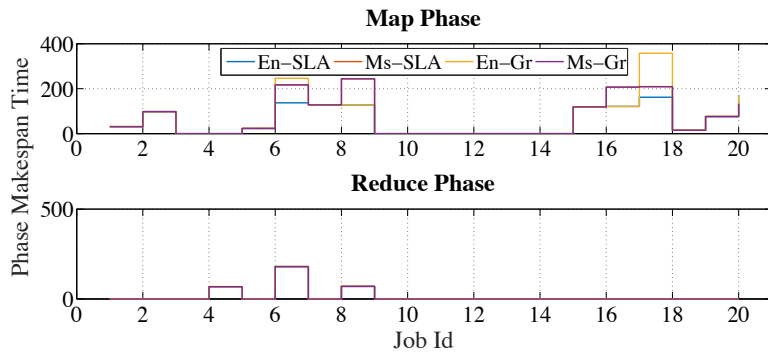 Map Phase
400
200
0
En−SLA Ms−SLA En−Gr Ms−Gr
0 2 4 6 8 10 12 14 16 18 20
Phase Makespan Time
Reduce Phase
500
0
0 2 4 6 8 10 12 14 16 18 20
Job Id